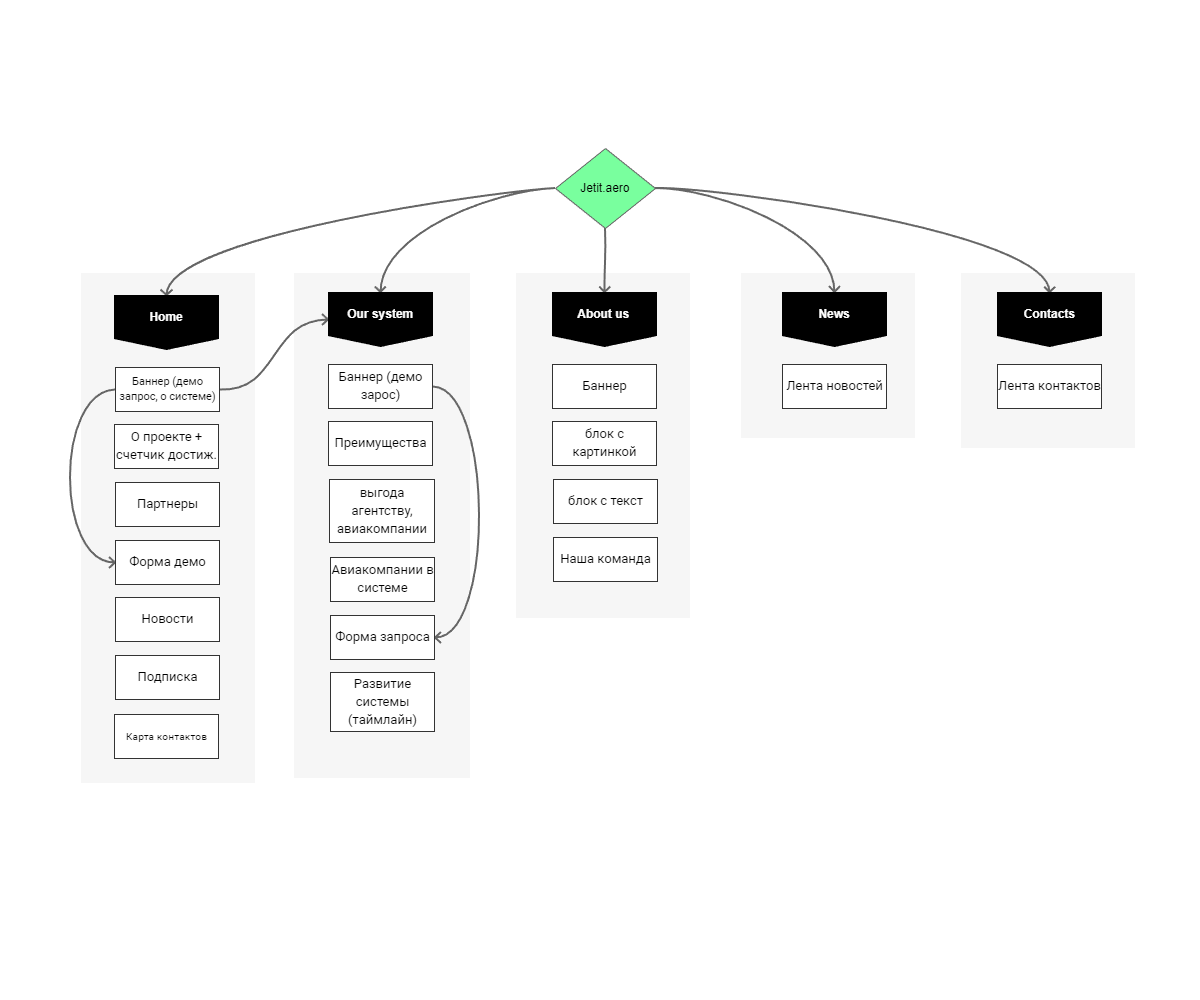 Jetit.aero
Home
Баннер (демо
запрос, о системе)
О проекте +
счетчик достиж.
Партнеры
Форма демо
Новости
Подписка
Карта контактов
Our system
Баннер (демо
зарос)
Преимущества
выгода
агентству,
авиакомпании
Авиакомпании в
системе
Форма запроса
Развитие
системы
(таймлайн)
About us
Баннер
блок с
картинкой
блок с текст
Наша команда
News
Лента новостей
Contacts
Лента контактов